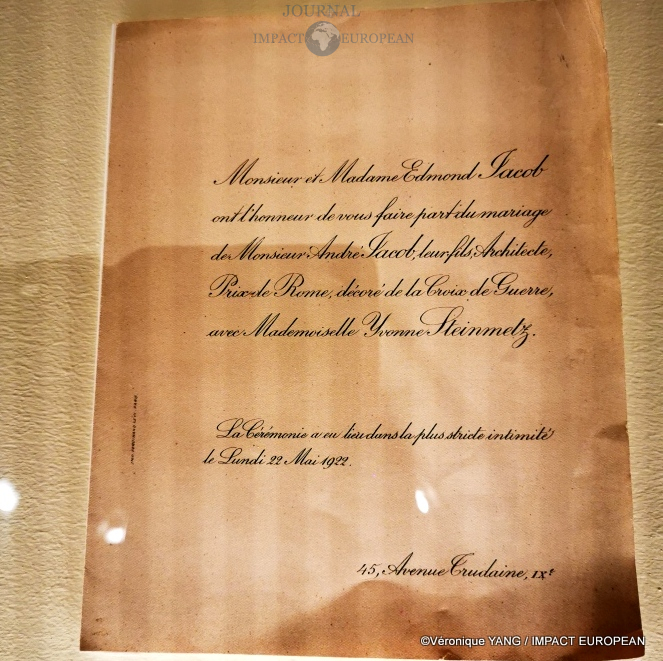 JOURNAL
IMPACT EUROPEAN
Monsieur et Madame Edmond Jacob
ont l'honneur de vous faire part du mariage
de Monsieur André Jacob, leur fils, Architecte,
Prix de Rome, décoré de la Croix de Guerre,
avec Mademoiselle Yvonne Steinmetz.
La Cérémonie a eu lieu dans la plus stricte intimité
le Lundi 22 Mai 1922.
45, Avenue Trudaine, IXᵉ
©Véronique YANG / IMPACT EUROPEAN